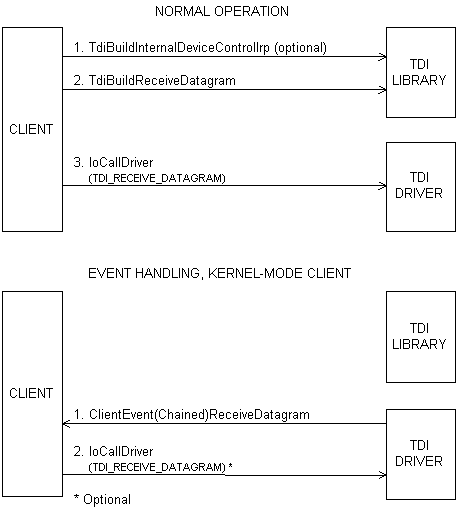 NORMAL OPERATION
1. TdiBuildInternalDeviceControlIrp (optional)
2. TdiBuildReceiveDatagram
TDI
LIBRARY
CLIENT
3. IoCallDriver
(TDI_RECEIVE_DATAGRAM)
TDI
DRIVER
EVENT HANDLING, KERNEL-MODE CLIENT
TDI
LIBRARY
CLIENT
1. ClientEvent(Chained)ReceiveDatagram
2. IoCallDriver
(TDI_RECEIVE_DATAGRAM) *
TDI
DRIVER
* Optional